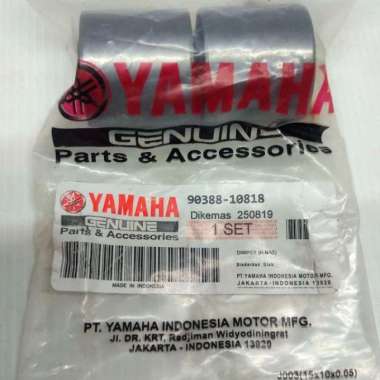 YAMAHA
GENUINE
Parts & Accessories
YAMAHA
GENUINE
Parts & Accessories
90388-10818
Dikemas 250819
1 SET
PT.YAMAHA INDONESIA MOTOR MFG.
JAKARTA-INDONESIA 13920
MADE IN INDONESIA
PT. YAMAHA INDONESIA MOTOR MFG.
Jl. DR. KRT. Radjiman Widyodiningrat
JAKARTA - INDONESIA 13920
J003(15x10x0.05)